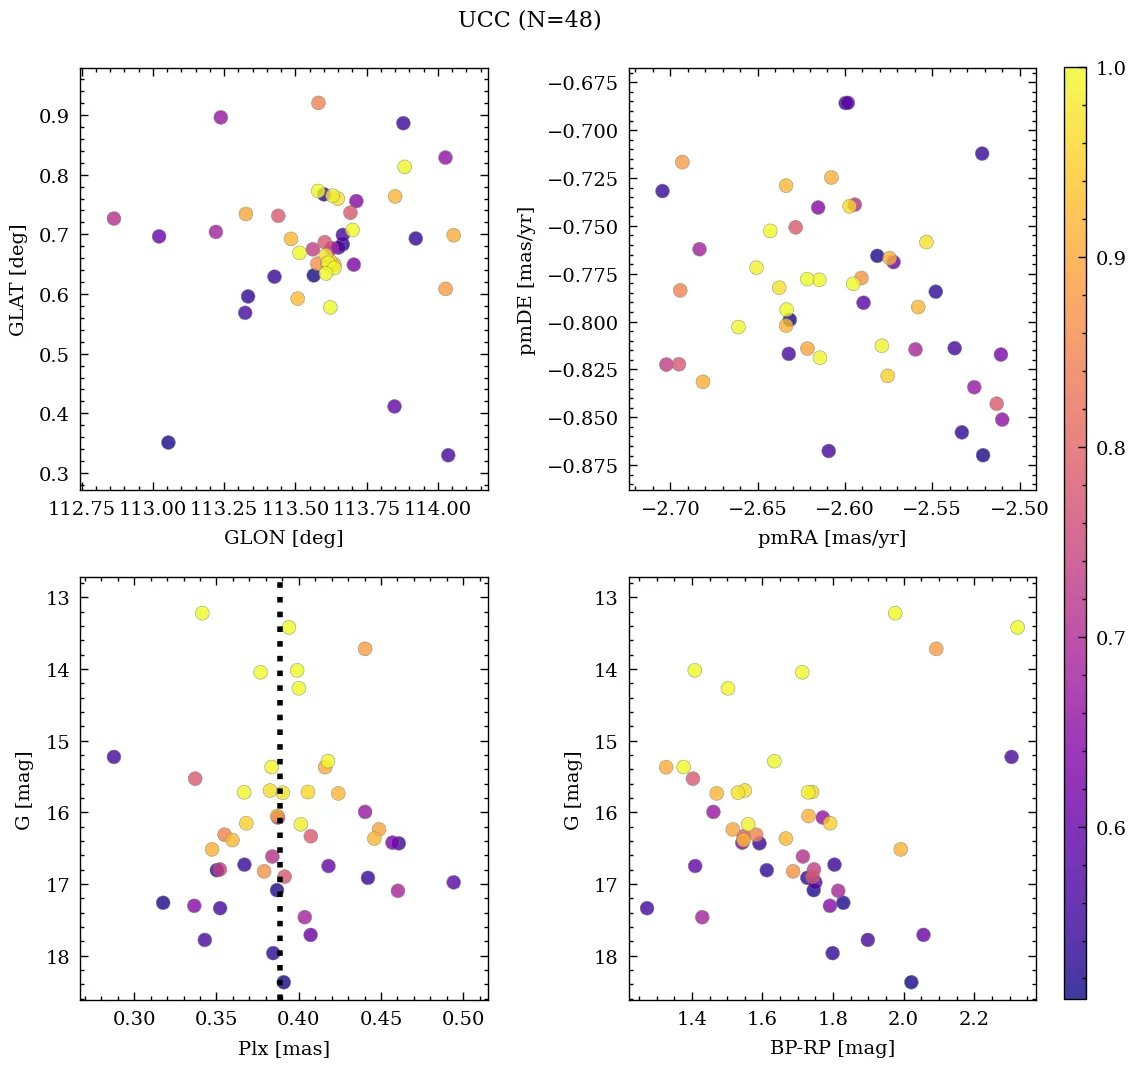 UCC (N=48)
0.9
0.8
0.7
0.6
0.5
0.4
0.3
GLAT [deg]
112.75 113.00 113.25 113.50 113.75 114.00
GLON [deg]
−0.675
−0.700
−0.725
−0.750
−0.775
−0.800
−0.825
−0.850
−0.875
pmDE [mas/yr]
−2.70 −2.65 −2.60 −2.55 −2.50
pmRA [mas/yr]
13
14
15
16
17
18
G [mag]
0.30 0.35 0.40 0.45 0.50
Plx [mas]
13
14
15
16
17
18
G [mag]
1.4 1.6 1.8 2.0 2.2
BP-RP [mag]
1.0
0.9
0.8
0.7
0.6